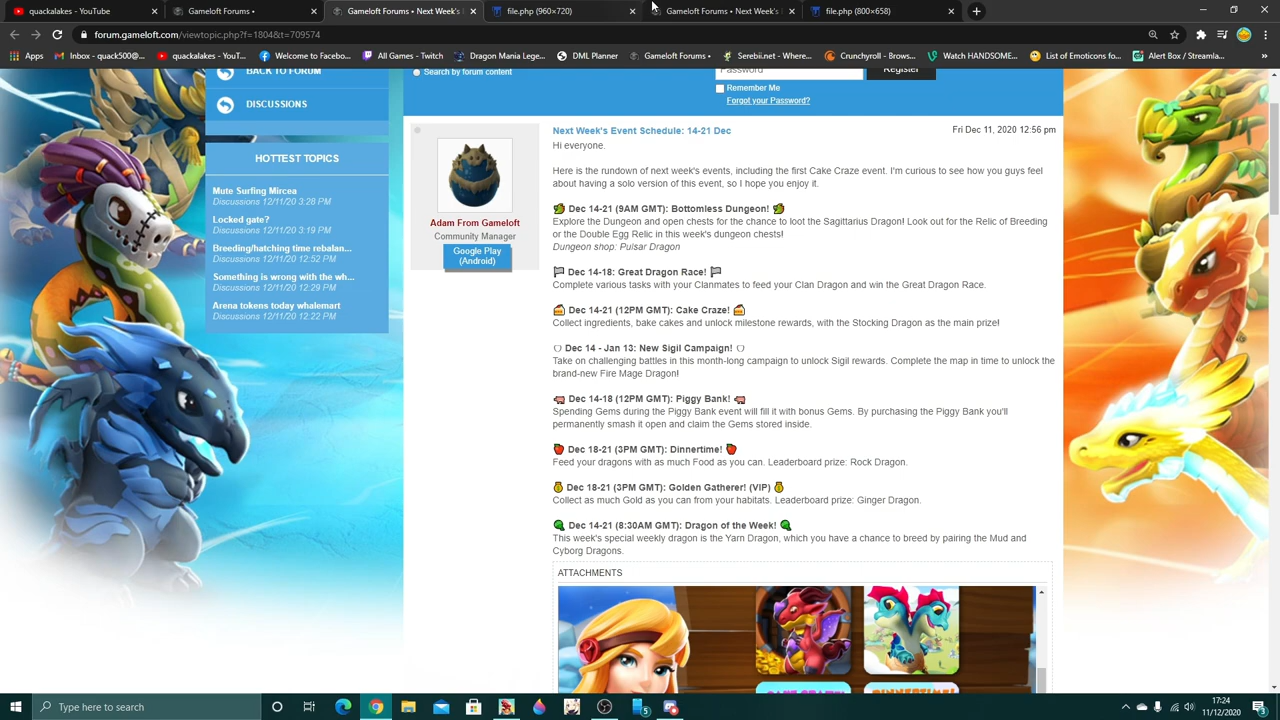 YouTube
Gameloft Forums •
Gameloft Forums • Next Week's
file.php (960×720)
Gameloft Forums • Next Week's
file.php (800×658)
forum.gameloft.com/viewtopic.php?f=1804&t=709574
Apps
Inbox - quack500@...
quackalakes - YouT...
Welcome to Facebo...
All Games - Twitch
Dragon Mania Lege...
DML Planner
Gameloft Forums •
Serebii.net - Where...
Crunchyroll - Brows...
Watch HANDSOME...
List of Emoticons fo...
Alert Box / Streamla...
»
BACK TO FORUM
DISCUSSIONS
HOTTEST TOPICS
Mute Surfing Mircea
Discussions 12/11/20 3:28 PM
Locked gate?
Discussions 12/11/20 3:19 PM
Breeding/hatching time rebalan...
Discussions 12/11/20 12:52 PM
Something is wrong with the wh...
Discussions 12/11/20 12:29 PM
Arena tokens today whalemart
Discussions 12/11/20 12:22 PM
Search by forum content
Password
Register
Remember Me
Forgot your Password?
Adam From Gameloft
Community Manager
Google Play
(Android)
Next Week's Event Schedule: 14-21 Dec
Fri Dec 11, 2020 12:56 pm
Hi everyone.
Here is the rundown of next week's events, including the first Cake Craze event. I'm curious to see how you guys feel
about having a solo version of this event, so I hope you enjoy it.
Dec 14-21 (9AM GMT): Bottomless Dungeon!
Explore the Dungeon and open chests for the chance to loot the Sagittarius Dragon! Look out for the Relic of Breeding
or the Double Egg Relic in this week's dungeon chests!
Dungeon shop: Pulsar Dragon
Dec 14-18: Great Dragon Race!
Complete various tasks with your Clanmates to feed your Clan Dragon and win the Great Dragon Race.
Dec 14-21 (12PM GMT): Cake Craze!
Collect ingredients, bake cakes and unlock milestone rewards, with the Stocking Dragon as the main prize!
Dec 14 - Jan 13: New Sigil Campaign!
Take on challenging battles in this month-long campaign to unlock Sigil rewards. Complete the map in time to unlock the
brand-new Fire Mage Dragon!
Dec 14-18 (12PM GMT): Piggy Bank!
Spending Gems during the Piggy Bank event will fill it with bonus Gems. By purchasing the Piggy Bank you'll
permanently smash it open and claim the Gems stored inside.
Dec 18-21 (3PM GMT): Dinnertime!
Feed your dragons with as much Food as you can. Leaderboard prize: Rock Dragon.
Dec 18-21 (3PM GMT): Golden Gatherer! (VIP)
Collect as much Gold as you can from your habitats. Leaderboard prize: Ginger Dragon.
Dec 14-21 (8:30AM GMT): Dragon of the Week!
This week's special weekly dragon is the Yarn Dragon, which you have a chance to breed by pairing the Mud and
Cyborg Dragons.
ATTACHMENTS
CAKE CRAZE!
DINNERTIME!
Type here to search
5
17:24
11/12/2020
3